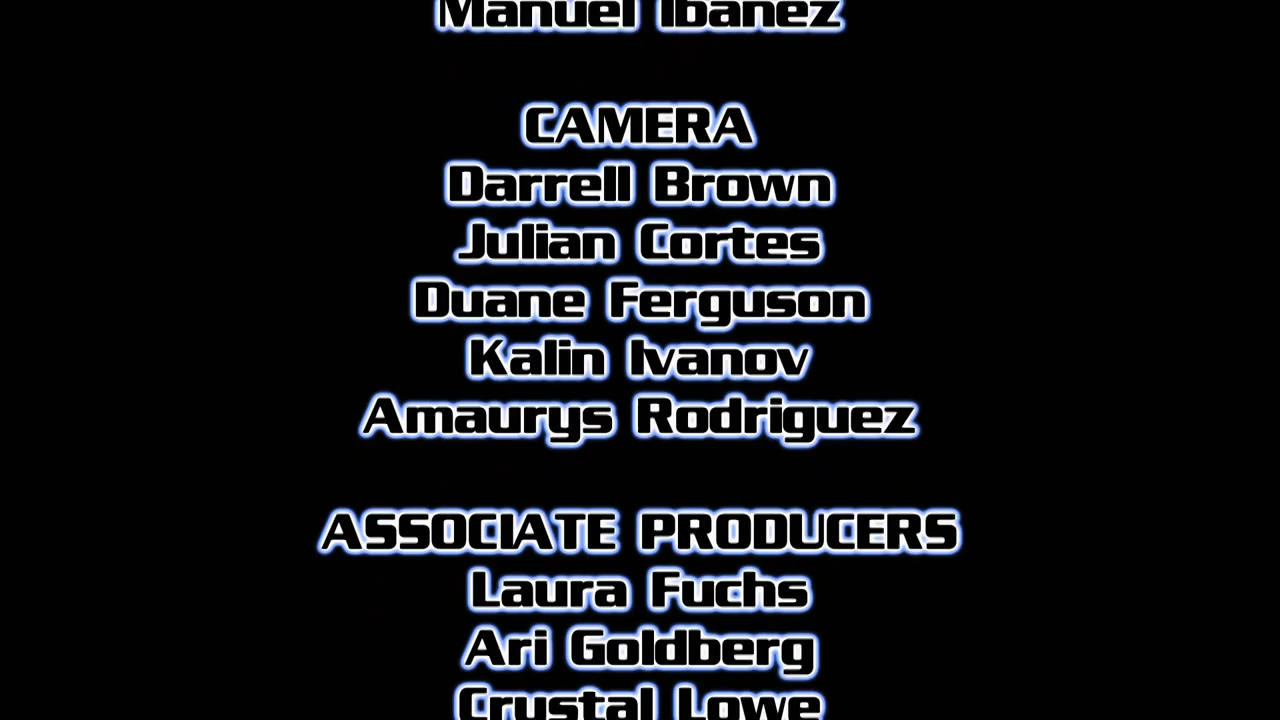 Manuel Ibanez
CAMERA
Darrell Brown
Julian Cortes
Duane Ferguson
Kalin Ivanov
Amaurys Rodriguez
ASSOCIATE PRODUCERS
Laura Fuchs
Ari Goldberg
Crystal Lowe